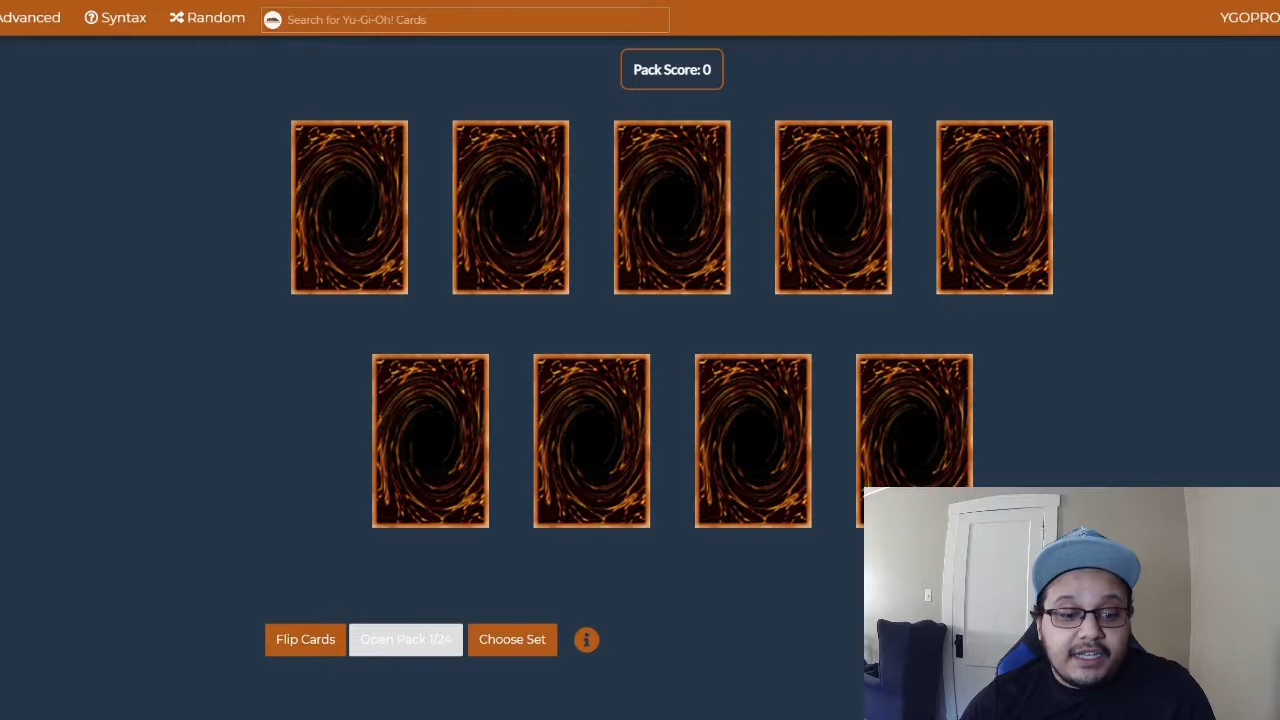 Advanced
Syntax
Random
Search for Yu-Gi-Oh! Cards
YGOPRO
Pack Score: 0
Flip Cards
Open Pack 1/24
Choose Set